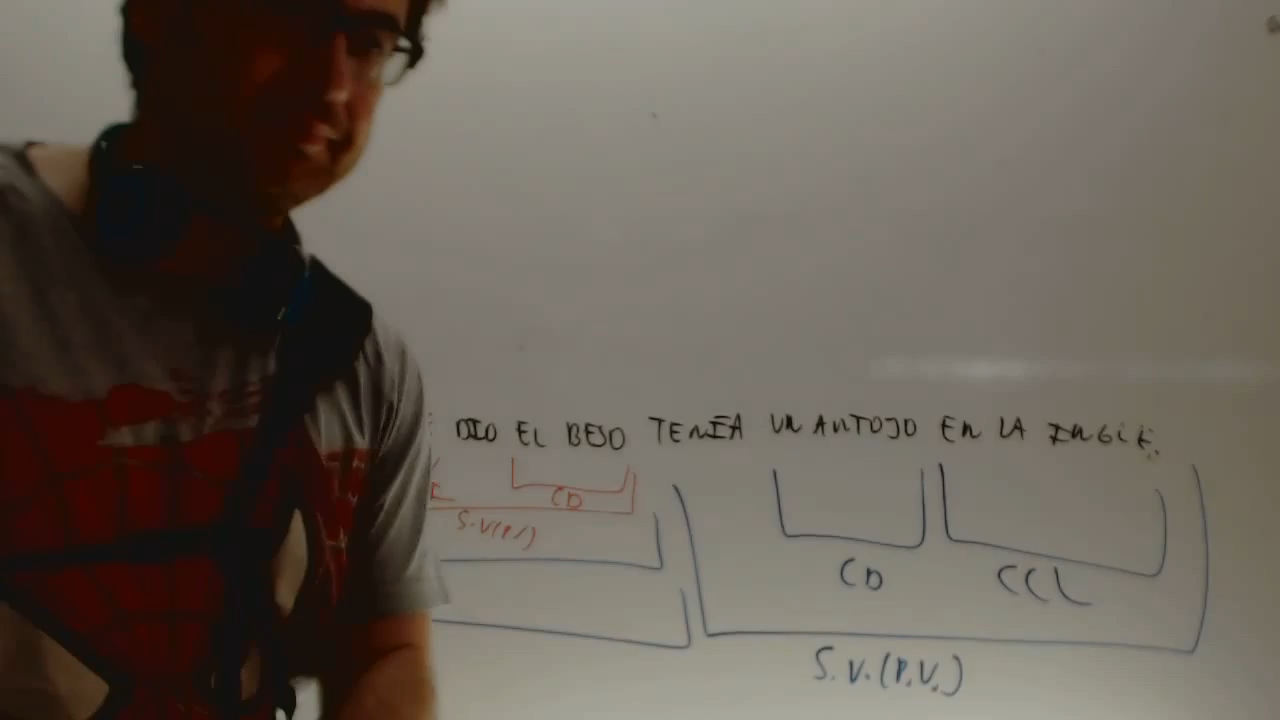 DIO EL BESO TENÍA UN ANTOJO EN LA INGLE.
CD
S.V(P.V)
CD CCL
S.V.(P.V.)